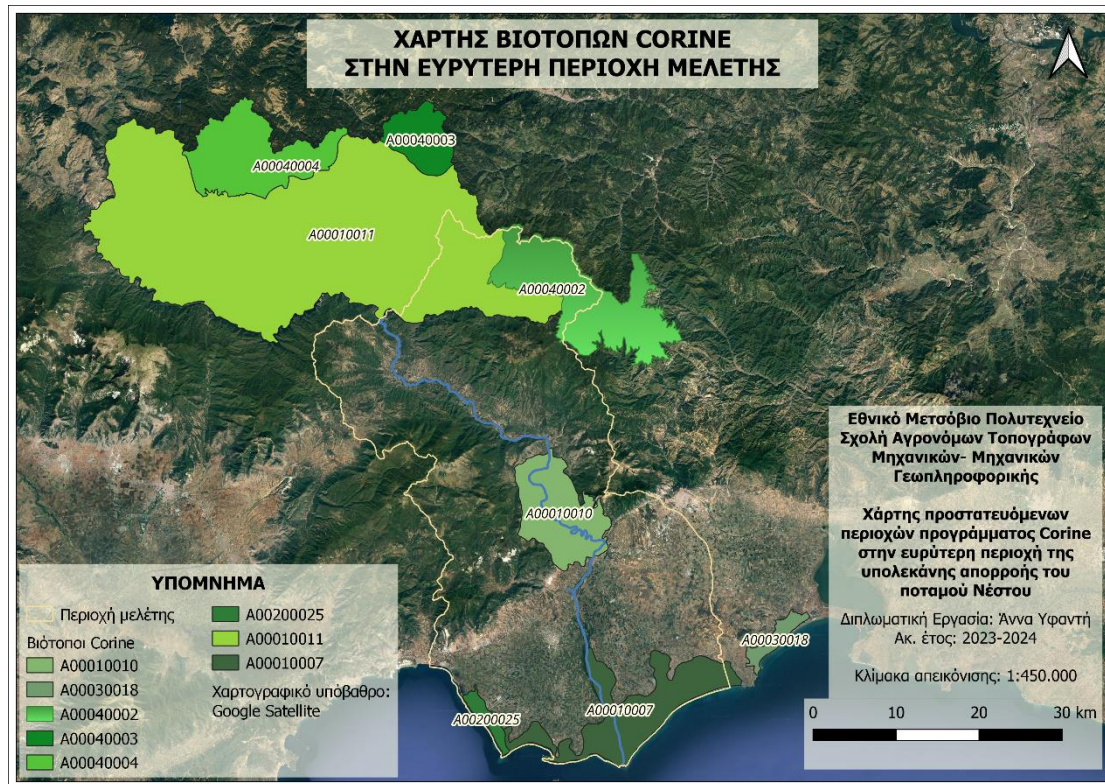 ΧΑΡΤΗΣ ΒΙΟΤΟΠΩΝ CORINE
ΣΤΗΝ ΕΥΡΥΤΕΡΗ ΠΕΡΙΟΧΗ ΜΕΛΕΤΗΣ
A00040003
A00040004
A00010011
A00040002
A00010010
A00030018
A00010007
A00200025
Εθνικό Μετσόβιο Πολυτεχνείο
Σχολή Αγρονόμων Τοπογράφων
Μηχανικών- Μηχανικών
Γεωπληροφορικής
Χάρτης προστατευόμενων
περιοχών προγράμματος Corine
στην ευρύτερη περιοχή της
υπολεκάνης απορροής του
ποταμού Νέστου
Διπλωματική Εργασία: Άννα Υφαντή
Ακ. έτος: 2023-2024
Κλίμακα απεικόνισης: 1:450.000
0 10 20 30 km
ΥΠΟΜΝΗΜΑ
Περιοχή μελέτης
Βιότοποι Corine
A00010010
A00030018
A00040002
A00040003
A00040004
A00200025
A00010011
A00010007
Χαρτογραφικό υπόβαθρο:
Google Satellite